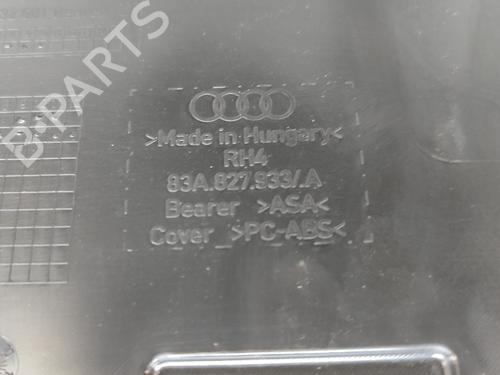 B-PARTS
>Made in Hungary<
RH4
83A.827.933/.A
Bearer >ASA<
Cover >PC-ABS<